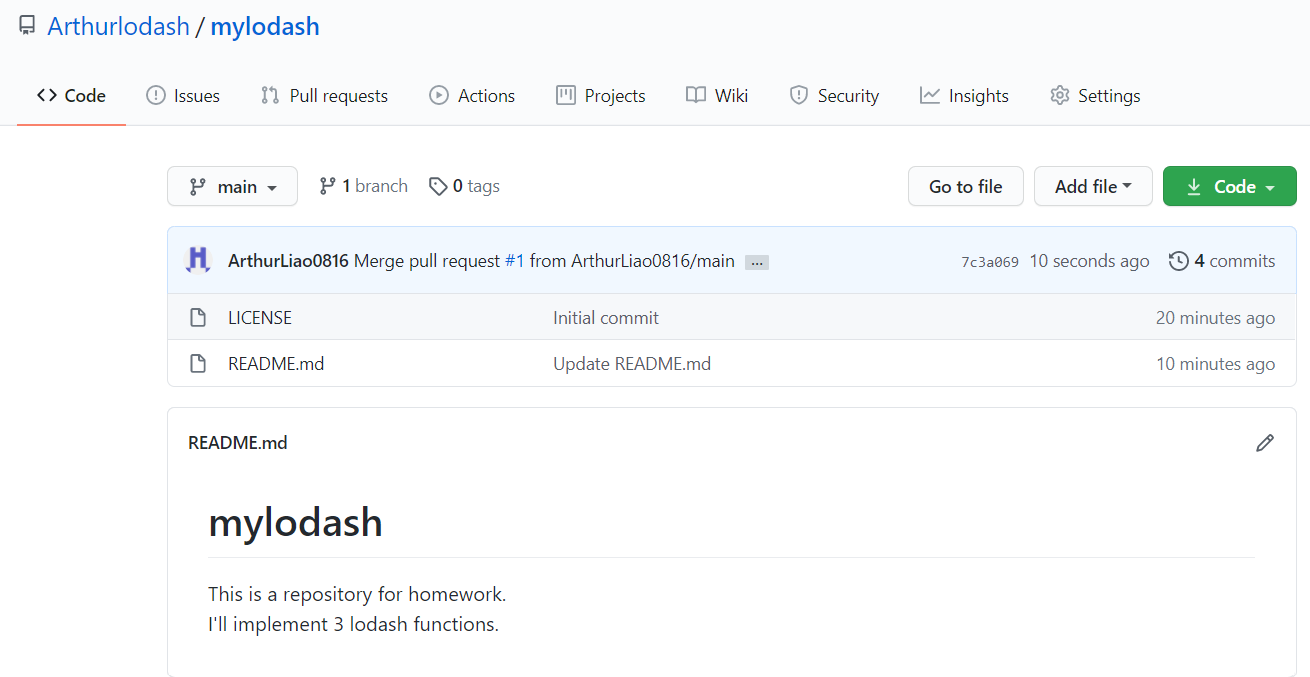 Arthurlodash / mylodash
Code Issues Pull requests Actions Projects Wiki Security Insights Settings
main 1 branch 0 tags Go to file Add file Code
ArthurLiao0816 Merge pull request #1 from ArthurLiao0816/main ... 7c3a069 10 seconds ago 4 commits
LICENSE Initial commit 20 minutes ago
README.md Update README.md 10 minutes ago
README.md
mylodash
This is a repository for homework.
I'll implement 3 lodash functions.